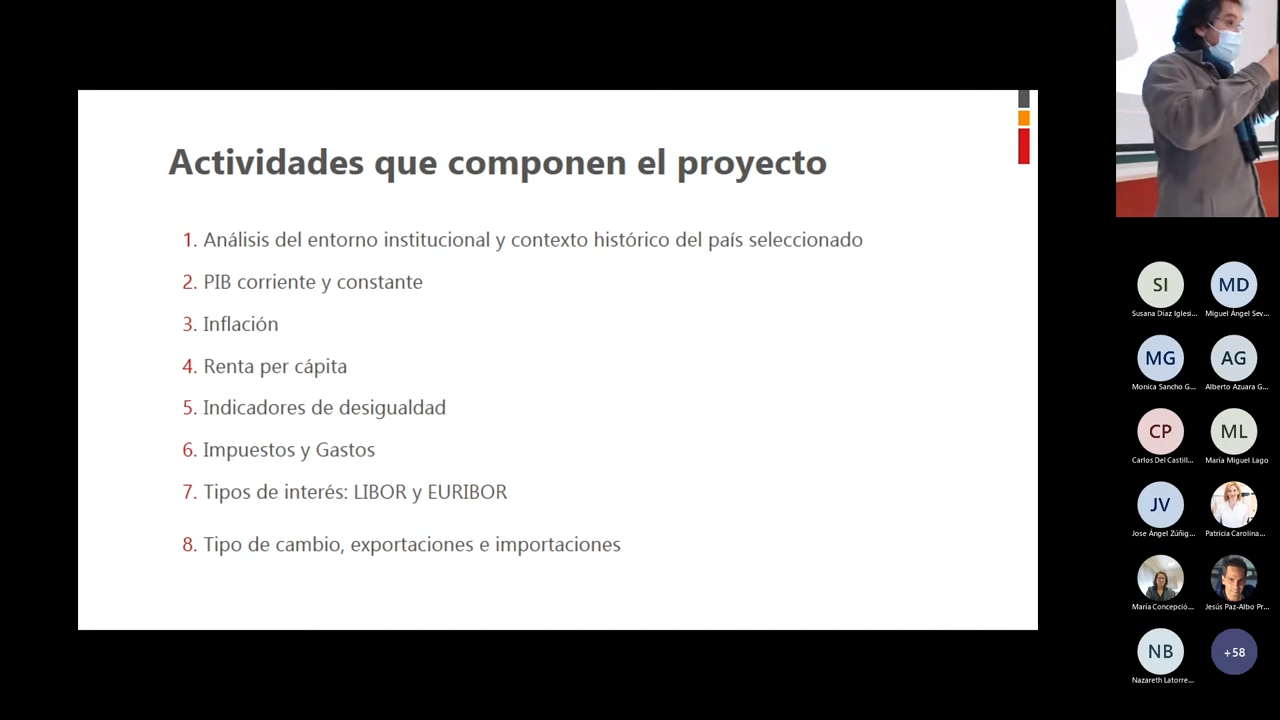 Actividades que componen el proyecto
1. Análisis del entorno institucional y contexto histórico del país seleccionado
2. PIB corriente y constante
3. Inflación
4. Renta per cápita
5. Indicadores de desigualdad
6. Impuestos y Gastos
7. Tipos de interés: LIBOR y EURIBOR
8. Tipo de cambio, exportaciones e importaciones
SI
MD
Susana Díaz Iglesi...
Miguel Ángel Sev...
MG
AG
Monica Sancho G...
Alberto Azuara G...
CP
ML
Carlos Del Castill...
María Miguel Lago
JV
Jose Ángel Zúñig...
Patricia Carolina...
María Concepció...
Jesús Paz-Albo Pr...
NB
+58
Nazareth Latorre...